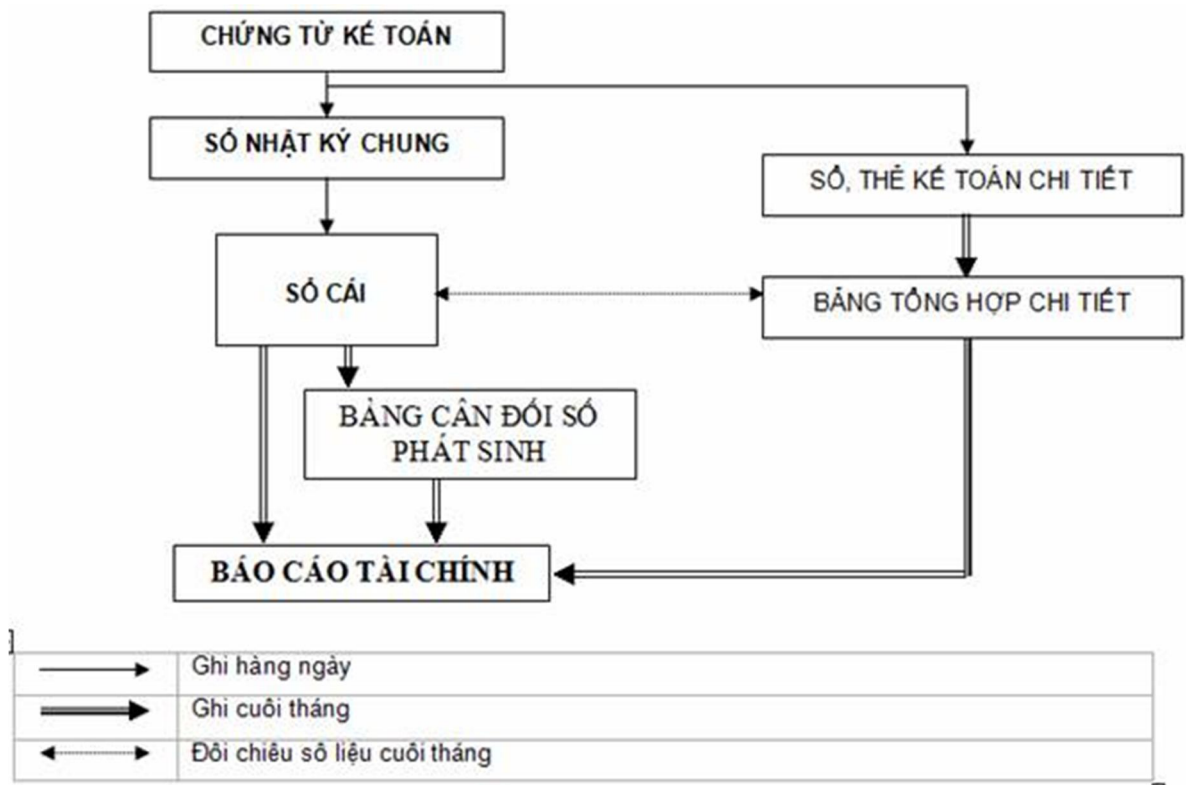 CHỨNG TỪ KẾ TOÁN
SỔ NHẬT KÝ CHUNG
SỔ, THẺ KẾ TOÁN CHI TIẾT
SỔ CÁI
BẢNG TỔNG HỢP CHI TIẾT
BẢNG CÂN ĐỐI SỐ
PHÁT SINH
BÁO CÁO TÀI CHÍNH
Ghi hàng ngày
Ghi cuối tháng
Đối chiếu số liệu cuối tháng